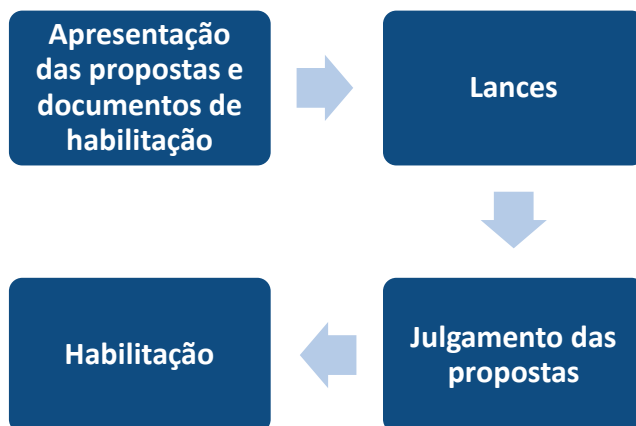 Apresentação
das propostas e
documentos de
habilitação
Lances
Julgamento das
propostas
Habilitação